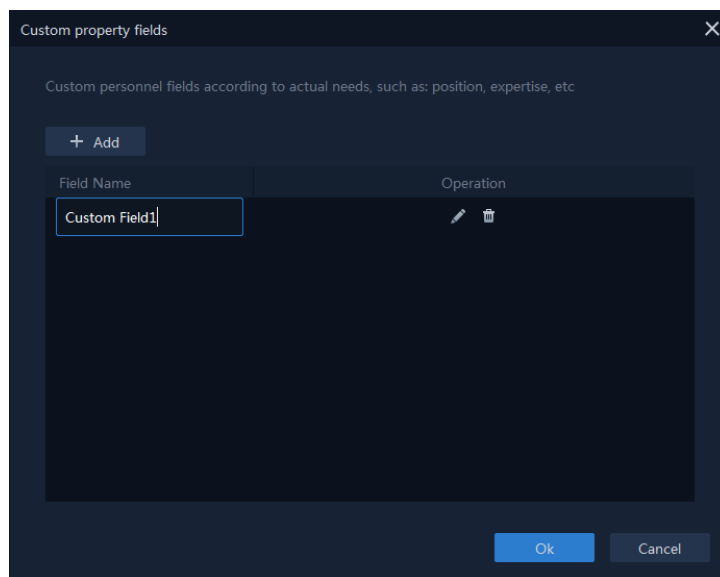 Custom property fields
Custom personnel fields according to actual needs, such as: position, expertise, etc
+ Add
Field Name Operation
Custom Field1
Ok Cancel